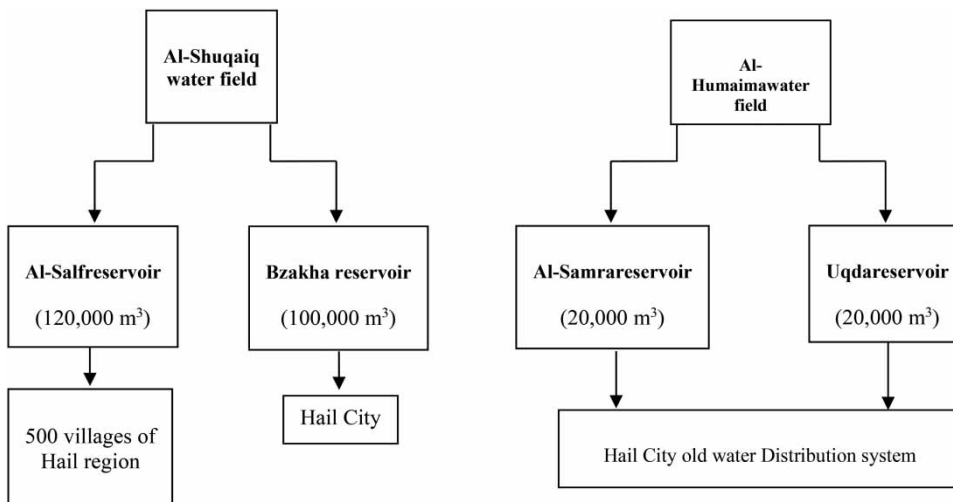 Al-Shuqaiq
water field
Al-
Humaimawater
field
Al-Salfreservoir
(120,000 m³)
Bzakha reservoir
(100,000 m³)
Al-Samrareservoir
(20,000 m³)
Uqdareservoir
(20,000 m³)
500 villages of
Hail region
Hail City
Hail City old water Distribution system